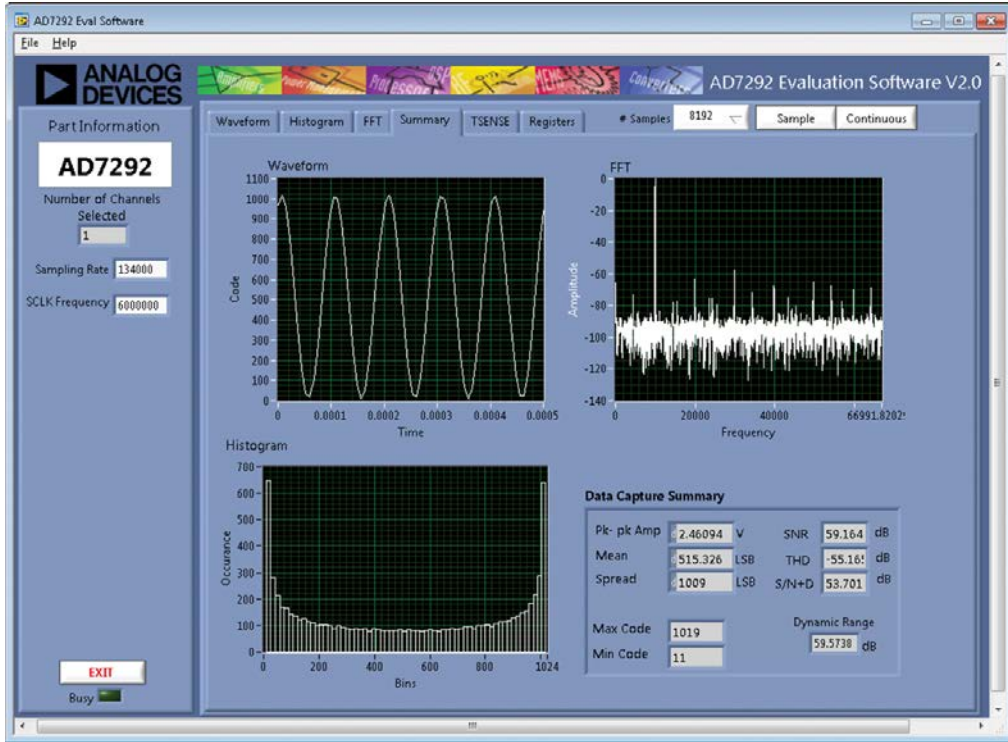 AD7292 Eval Software
File Help
ANALOG
DEVICES
AD7292 Evaluation Software V2.0
Part Information
AD7292
Number of Channels
Selected
1
Sampling Rate 134000
SCLK Frequency 6000000
EXIT
Busy
Waveform Histogram FFT Summary TSENSE Registers # Samples 8192 Sample Continuous
Waveform
1100
1000
900
800
700
600
500
400
300
200
100
0
Code
0 0.0001 0.0002 0.0003 0.0004 0.0005
Time
FFT
0
-20
-40
-60
-80
-100
-120
-140
Amplitude
0 20000 40000
Frequency
Histogram
700
600
500
400
300
200
100
0
Occurance
0 200 400 600 800 1024
Bins
Data Capture Summary
Pk- pk Amp 2.46094 V SNR 59.164 dB
Mean 515.326 LSB THD dB
Spread 1009 LSB S/N+D 53.701 dB
Max Code 1019
Min Code 11
Dynamic Range
59.5738 dB